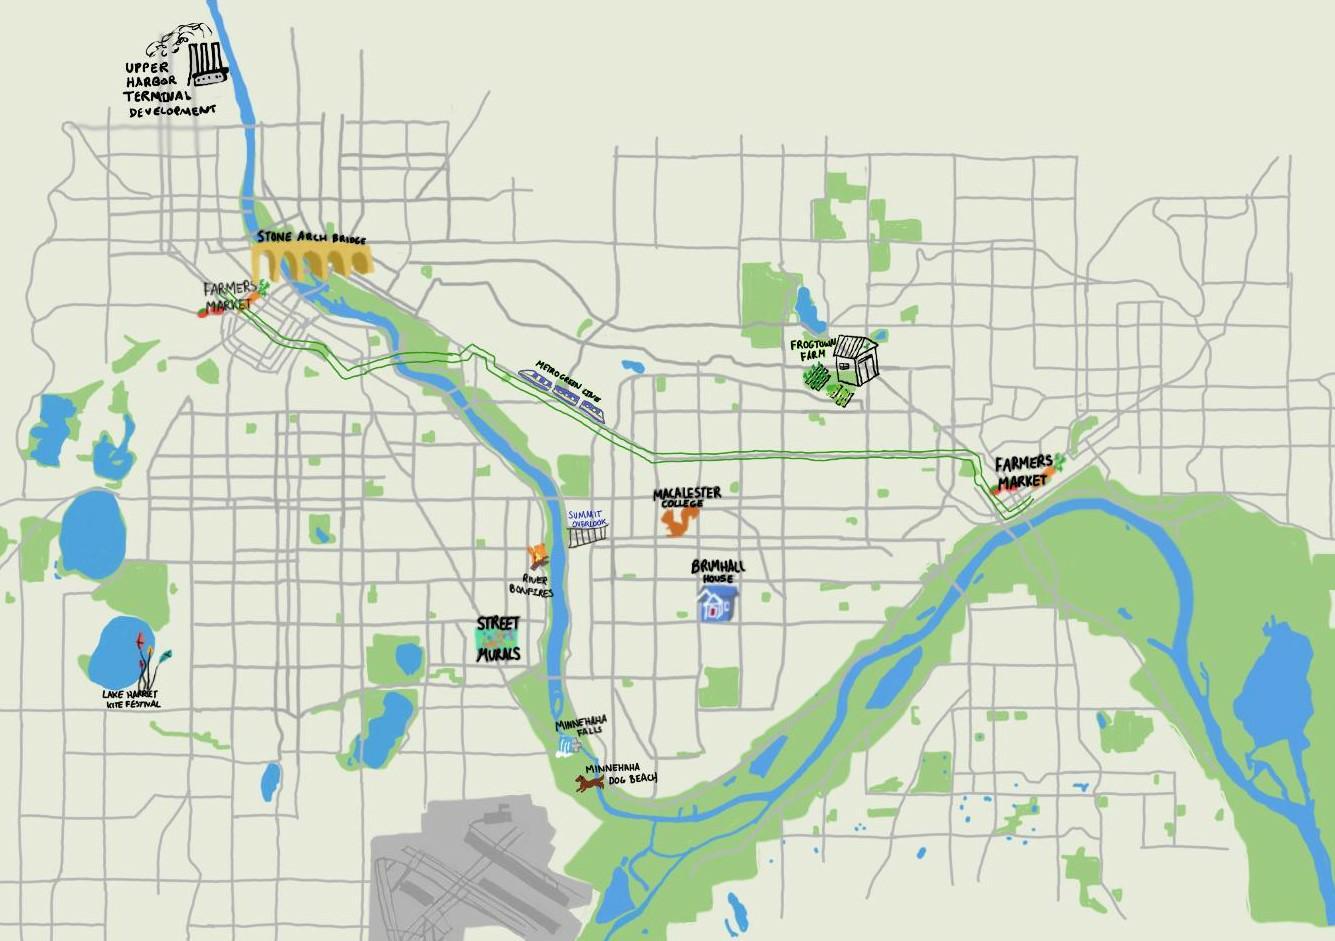 UPPER
HARBOR
TERMINAL
DEVELOPMENT
STONE ARCH BRIDGE
FARMERS
MARKET
METRO GREEN LINE
FROGTOWN
FARM
FARMERS
MARKET
MACALESTER
COLLEGE
SUMMIT
OVERLOOK
RIVER
BONFIRES
BRIMHALL
HOUSE
STREET
MURALS
LAKE HARRIET
KITE FESTIVAL
MINNEHAHA
FALLS
MINNEHAHA
DOG BEACH